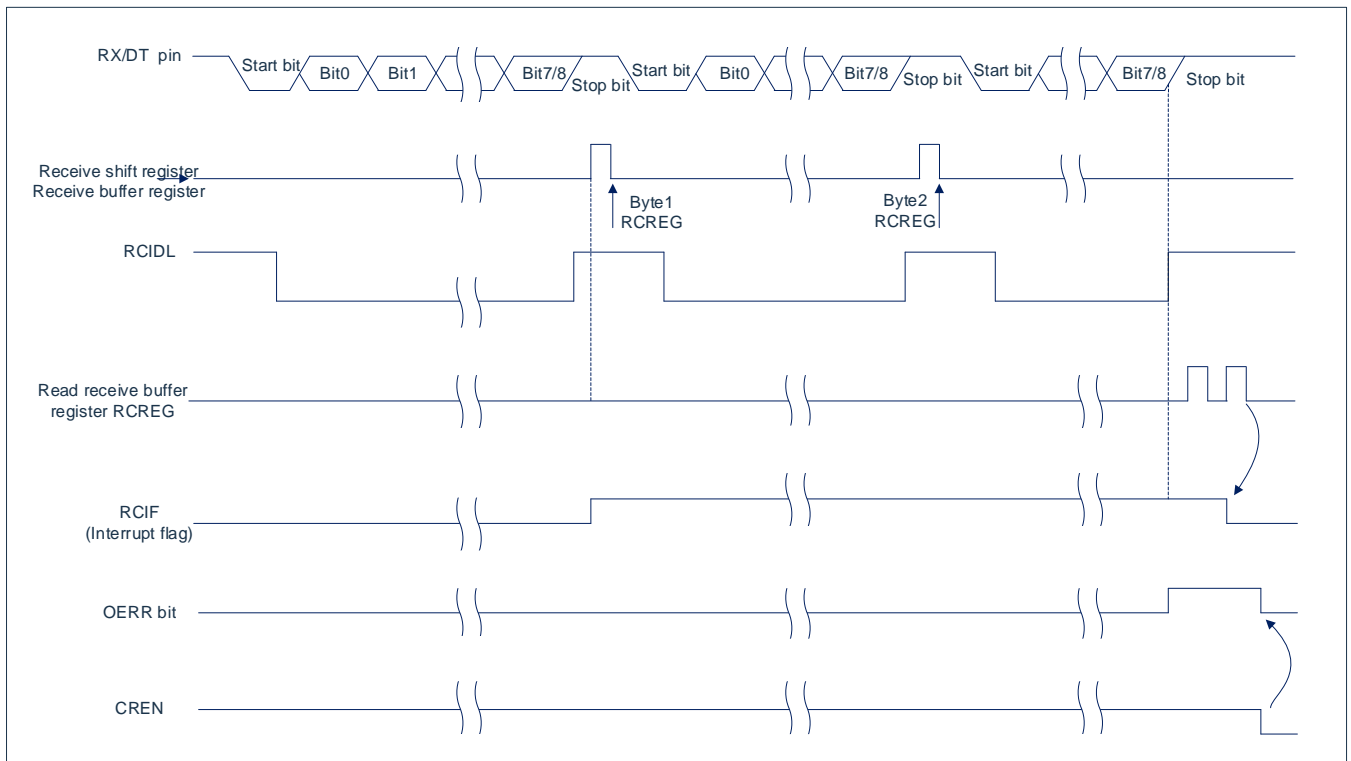 RX/DT pin
Start bit
Bit0
Bit1
Bit7/8
Stop bit
Start bit
Bit0
Bit7/8
Stop bit
Start bit
Bit7/8
Stop bit
Receive shift register
Receive buffer register
Byte1
RCREG
Byte2
RCREG
RCIDL
Read receive buffer
register RCREG
RCIF
(Interrupt flag)
OERR bit
CREN